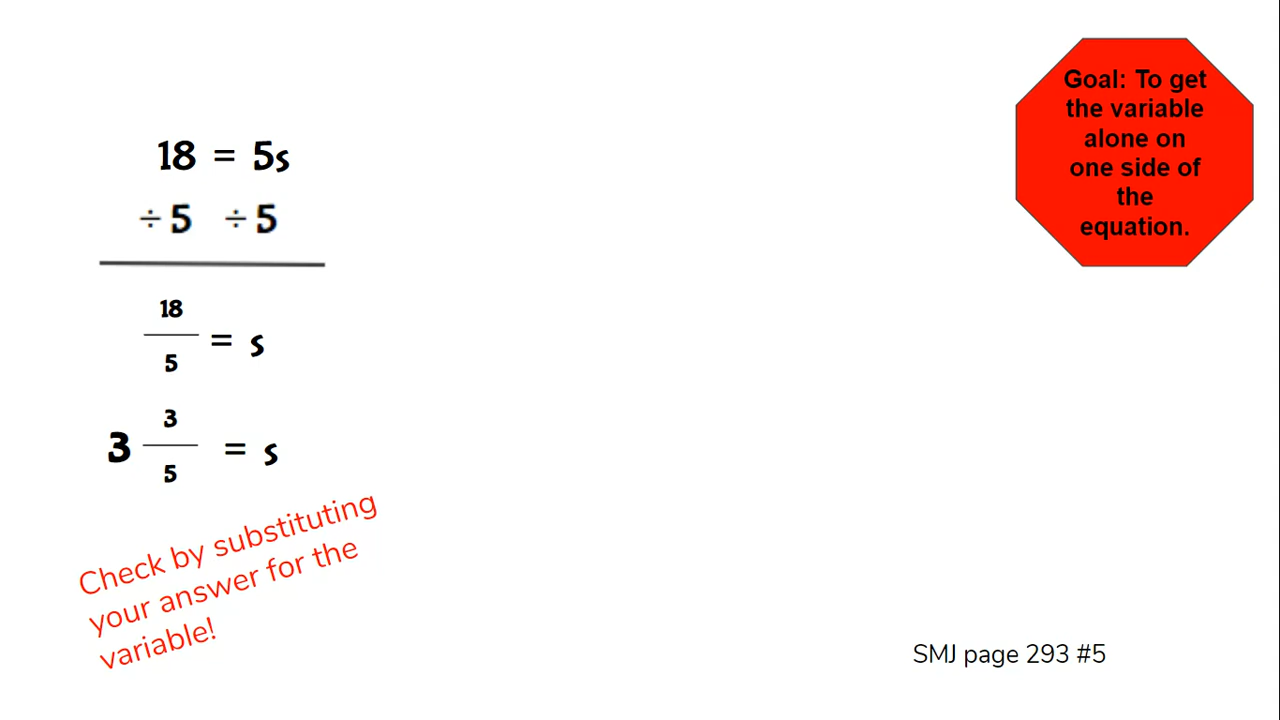 18 = 5s
÷5 ÷5
18
5
= s
3
3
5
= s
Check by substituting
your answer for the
variable!
Goal: To get
the variable
alone on
one side of
the
equation.
SMJ page 293 #5